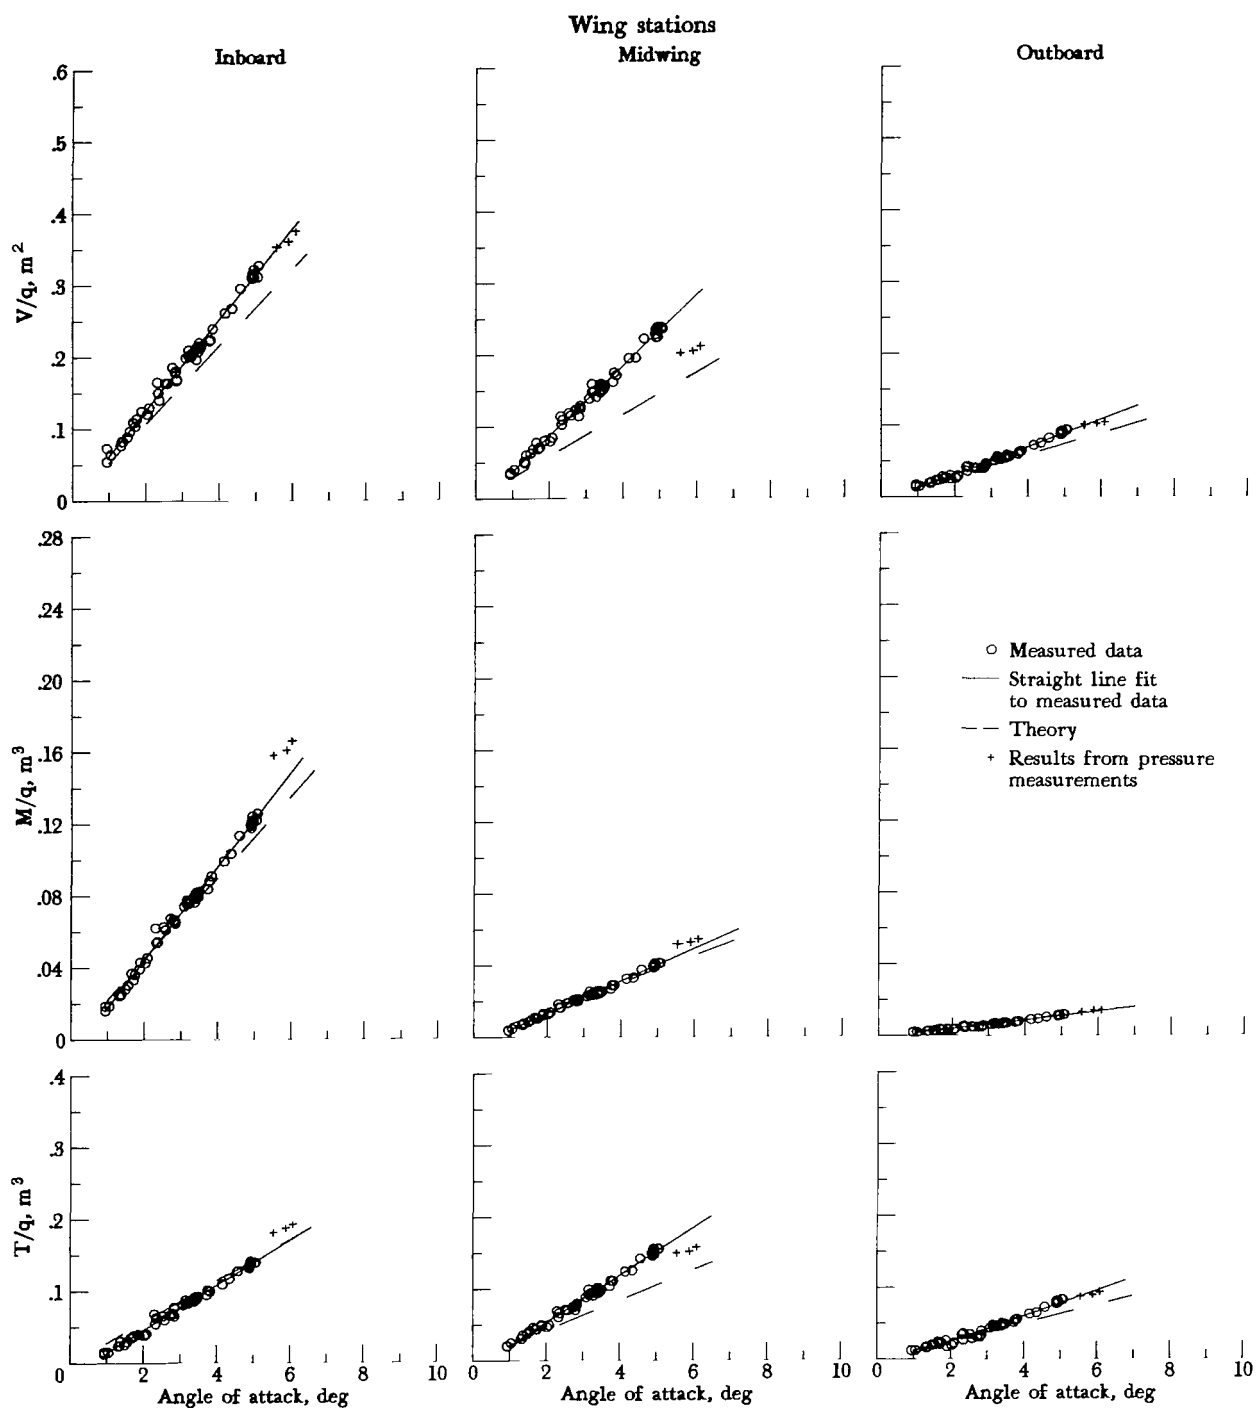 Wing stations
Inboard Midwing Outboard
.6
.5
.4
.3
.2
.1
0
V/q, m²
.28
.24
.20
.16
.12
.08
.04
0
M/q, m³
Measured data
Straight line fit
to measured data
Theory
Results from pressure
measurements
.4
.3
.2
.1
0
T/q, m³
0 2 4 6 8 10 0 2 4 6 8 10 0 2 4 6 8 10
Angle of attack, deg Angle of attack, deg Angle of attack, deg